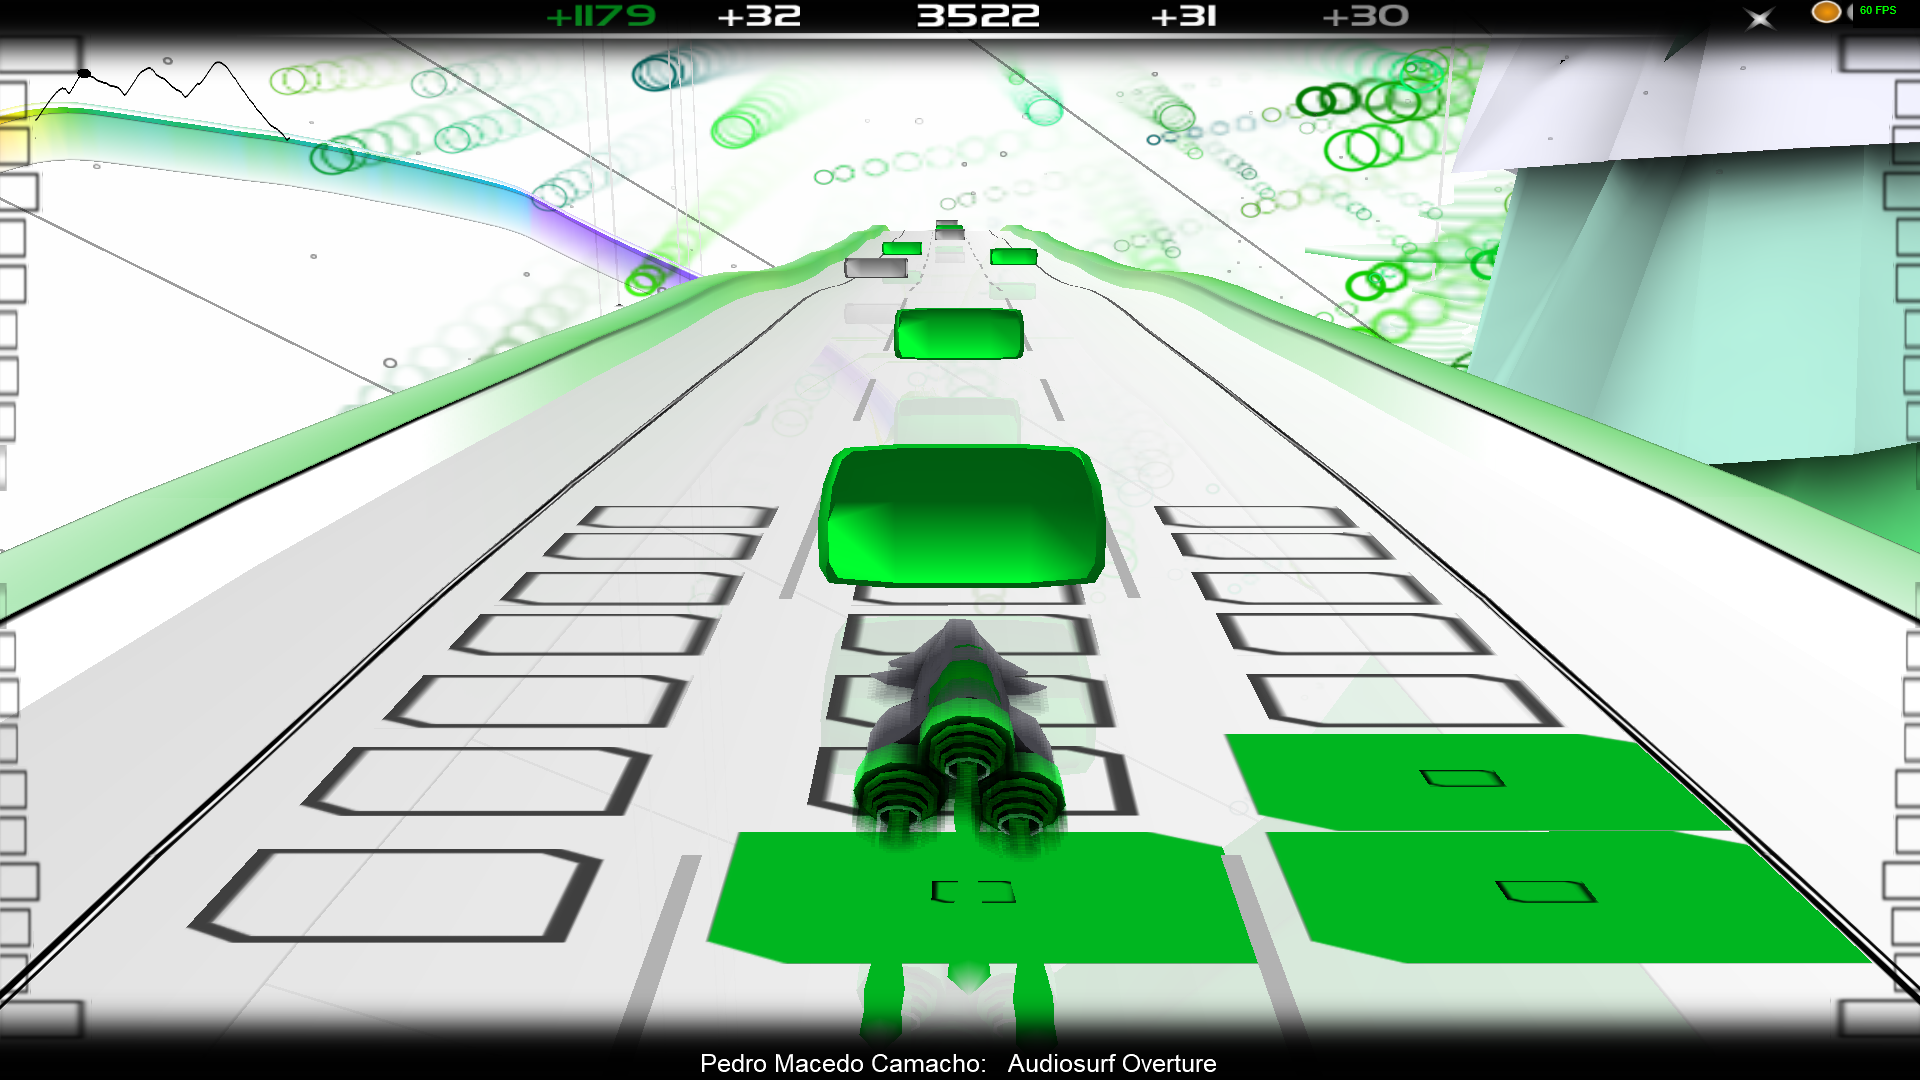 +1179 +32 3522 +31 +30
60 FPS
Pedro Macedo Camacho: Audiosurf Overture